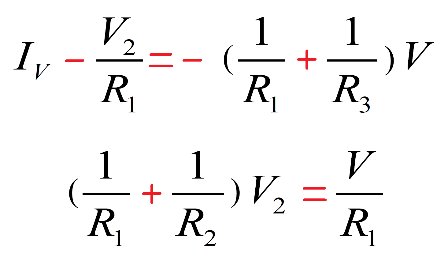 I_V - V_2/R_1 = - (1/R_1 + 1/R_3) V
(1/R_1 + 1/R_2) V_2 = V/R_1